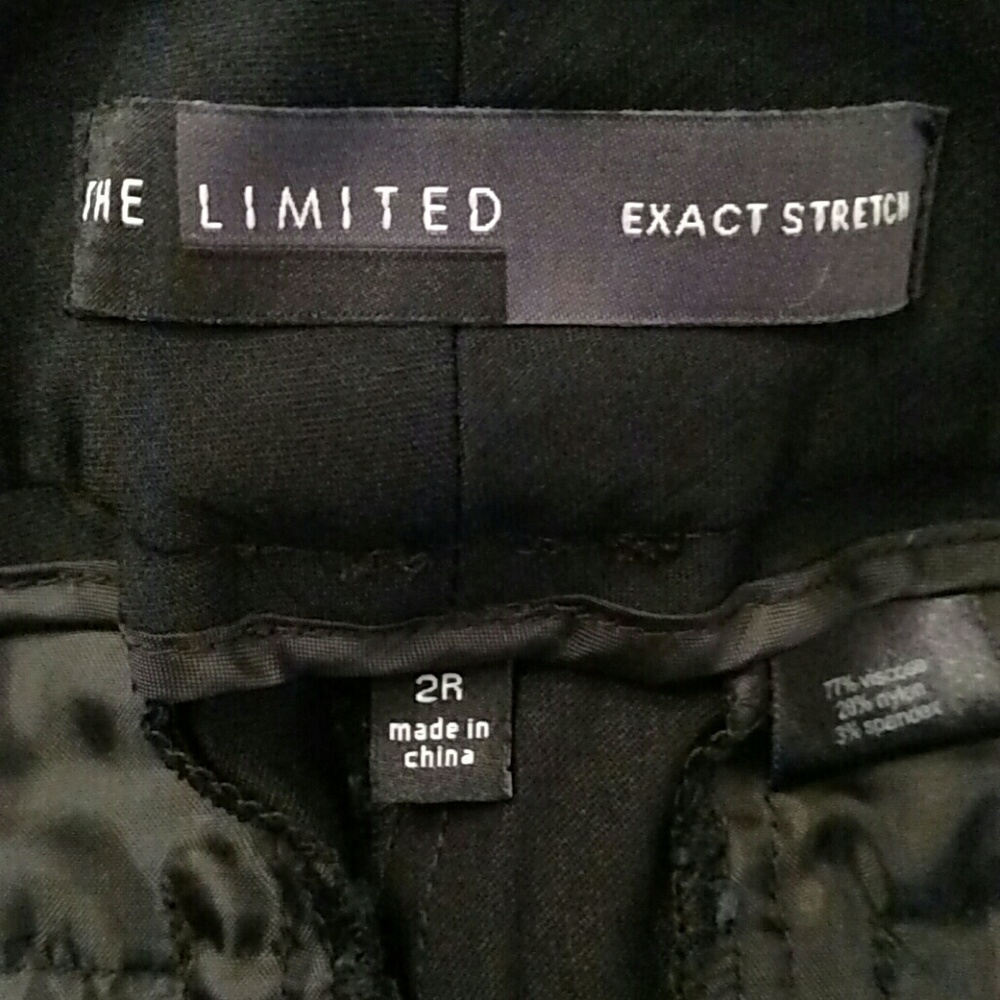 THE LIMITED EXACT STRETCH
2R
made in
china
77% viscose
20% nylon
3% spandex